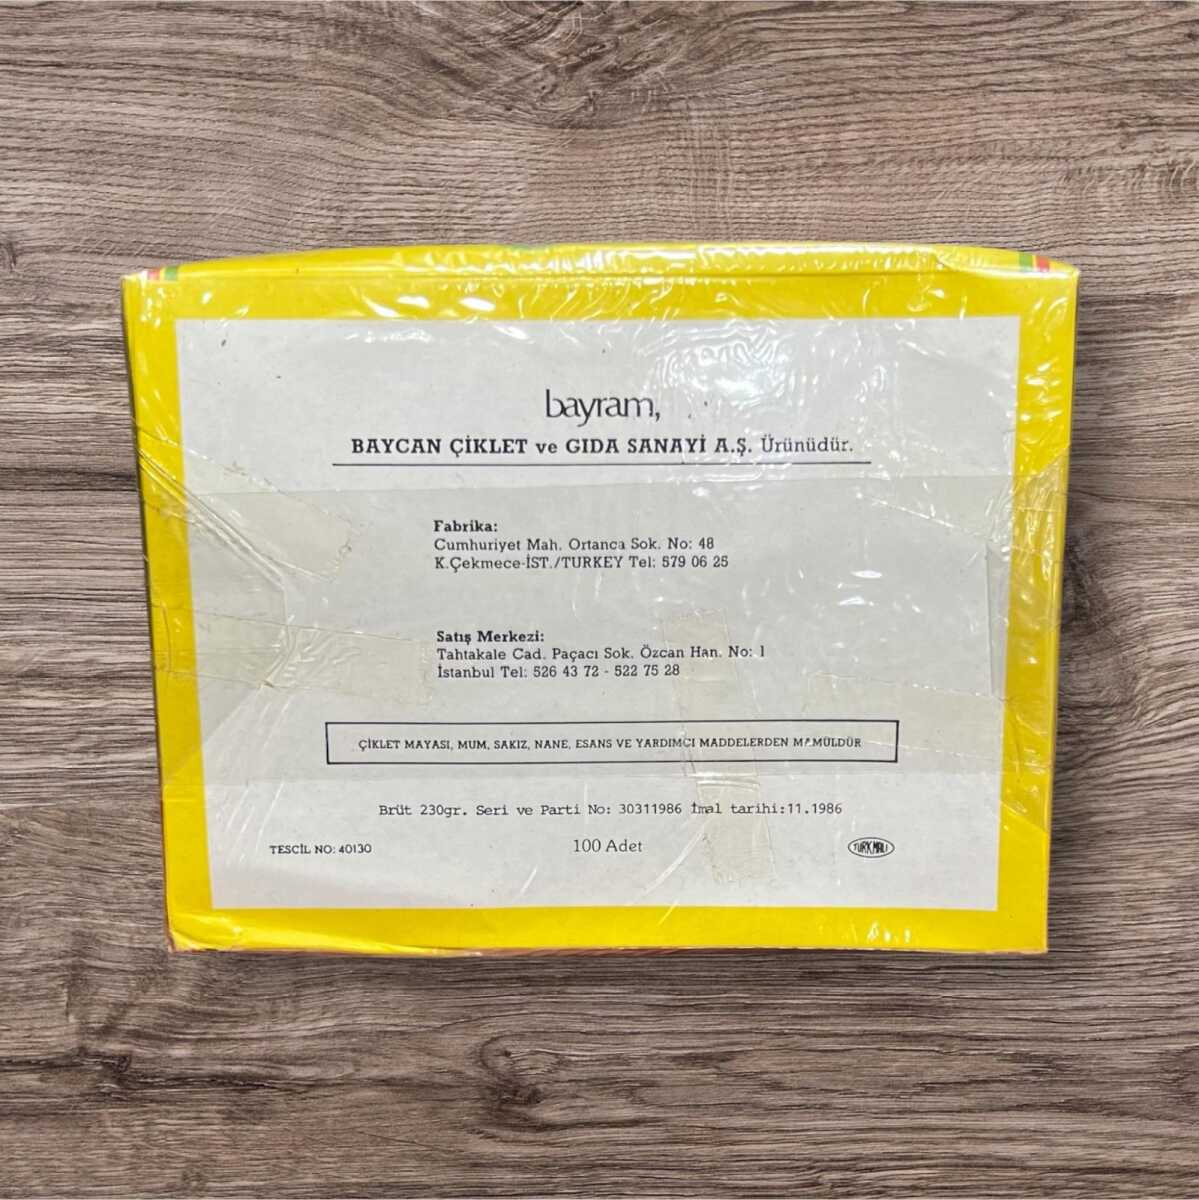 bayram,
BAYCAN ÇİKLET ve GIDA SANAYİ A.Ş. Ürünüdür.
Fabrika:
Cumhuriyet Mah. Ortanca Sok. No: 48
K.Çekmece-İST./TURKEY Tel: 579 06 25
Satış Merkezi:
Tahtakale Cad. Paçacı Sok. Özcan Han. No: 1
İstanbul Tel: 526 43 72 - 522 75 28
ÇİKLET MAYASI, MUM, SAKIZ, NANE, ESANS VE YARDIMCI MADDELERDEN MAMÜLDÜR
Brüt 230gr. Seri ve Parti No: 30311986 İmal tarihi:11.1986
TESCİL NO: 40130 100 Adet TÜRK MALI